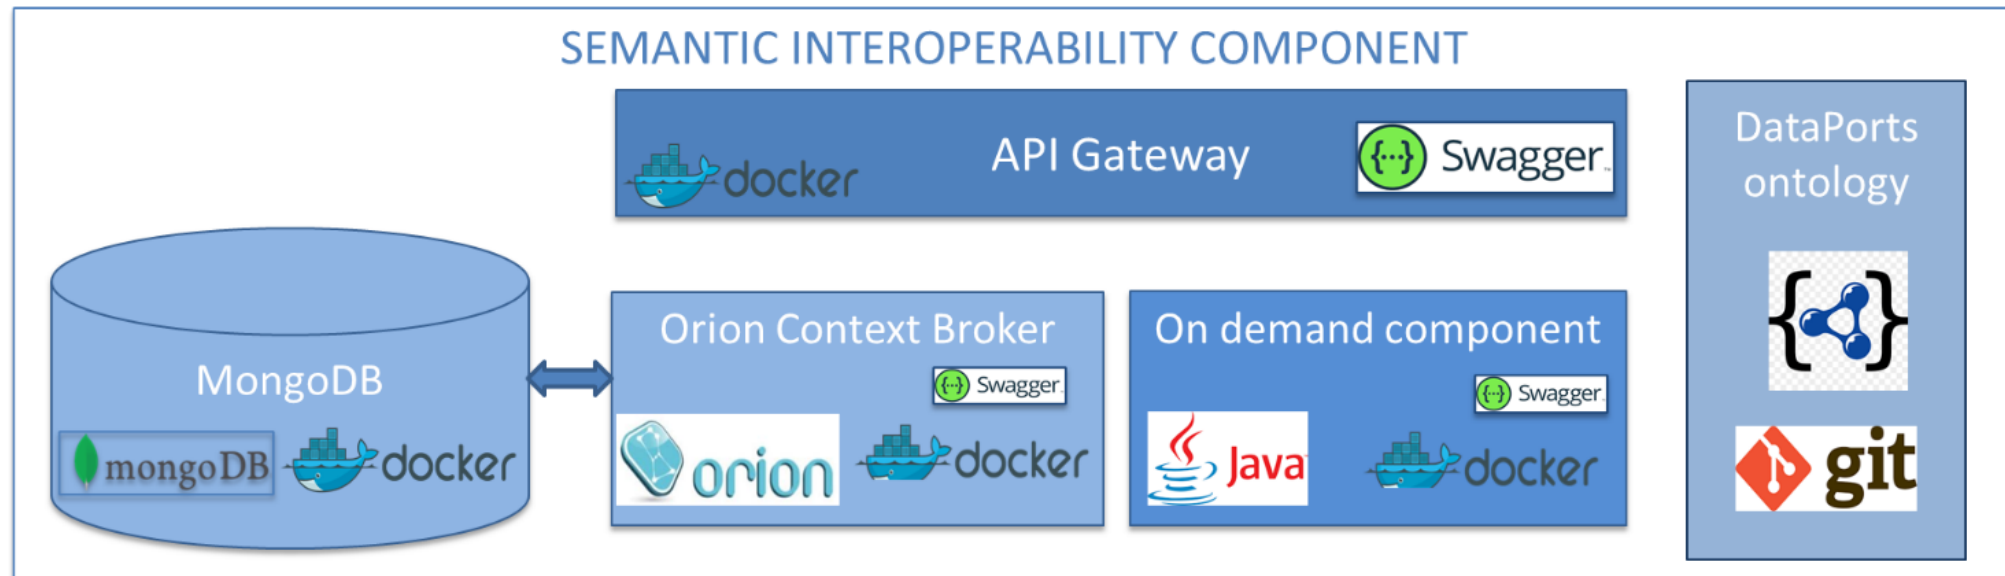 SEMANTIC INTEROPERABILITY COMPONENT
docker
API Gateway
{···} Swagger
DataPorts
ontology
MongoDB
mongoDB
docker
Orion Context Broker
{···} Swagger
orion
docker
On demand component
{···} Swagger
Java
docker
{ }
git